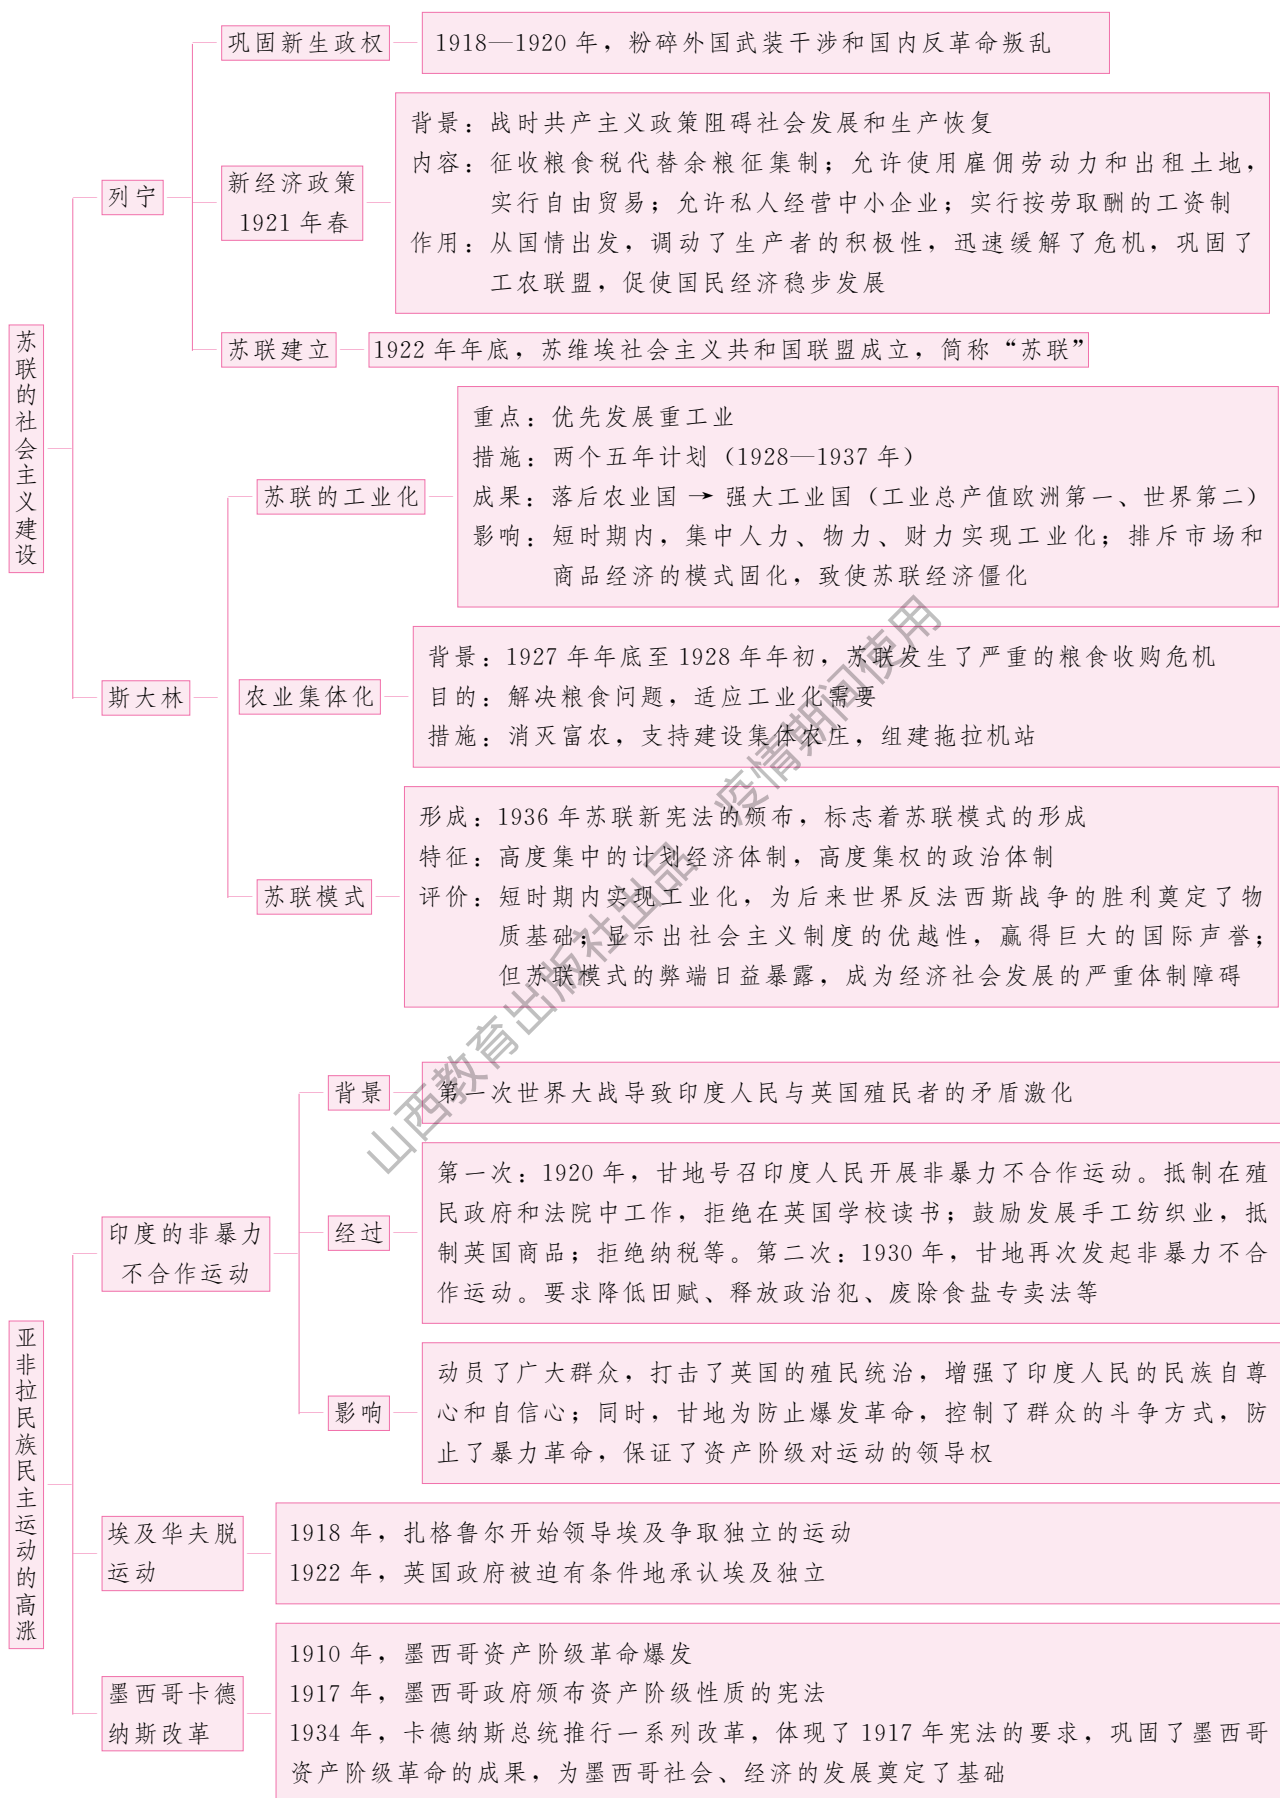 苏联的社会主义建设
列宁
巩固新生政权
1918—1920 年，粉碎外国武装干涉和国内反革命叛乱
新经济政策
1921 年春
背景：战时共产主义政策阻碍社会发展和生产恢复
内容：征收粮食税代替余粮征集制；允许使用雇佣劳动力和出租土地，
实行自由贸易；允许私人经营中小企业；实行按劳取酬的工资制
作用：从国情出发，调动了生产者的积极性，迅速缓解了危机，巩固了
工农联盟，促使国民经济稳步发展
苏联建立
1922 年年底，苏维埃社会主义共和国联盟成立，简称“苏联”
斯大林
苏联的工业化
重点：优先发展重工业
措施：两个五年计划（1928—1937 年）
成果：落后农业国 → 强大工业国（工业总产值欧洲第一、世界第二）
影响：短时期内，集中人力、物力、财力实现工业化；排斥市场和
商品经济的模式固化，致使苏联经济僵化
农业集体化
背景：1927 年年底至 1928 年年初，苏联发生了严重的粮食收购危机
目的：解决粮食问题，适应工业化需要
措施：消灭富农，支持建设集体农庄，组建拖拉机站
苏联模式
形成：1936 年苏联新宪法的颁布，标志着苏联模式的形成
特征：高度集中的计划经济体制，高度集权的政治体制
评价：短时期内实现工业化，为后来世界反法西斯战争的胜利奠定了物
质基础；显示出社会主义制度的优越性，赢得巨大的国际声誉；
但苏联模式的弊端日益暴露，成为经济社会发展的严重体制障碍
亚非拉民族民主运动的高涨
印度的非暴力
不合作运动
背景
第一次世界大战导致印度人民与英国殖民者的矛盾激化
经过
第一次：1920 年，甘地号召印度人民开展非暴力不合作运动。抵制在殖
民政府和法院中工作，拒绝在英国学校读书；鼓励发展手工纺织业，抵
制英国商品；拒绝纳税等。第二次：1930 年，甘地再次发起非暴力不合
作运动。要求降低田赋、释放政治犯、废除食盐专卖法等
影响
动员了广大群众，打击了英国的殖民统治，增强了印度人民的民族自尊
心和自信心；同时，甘地为防止爆发革命，控制了群众的斗争方式，防
止了暴力革命，保证了资产阶级对运动的领导权
埃及华夫脱
运动
1918 年，扎格鲁尔开始领导埃及争取独立的运动
1922 年，英国政府被迫有条件地承认埃及独立
墨西哥卡德
纳斯改革
1910 年，墨西哥资产阶级革命爆发
1917 年，墨西哥政府颁布资产阶级性质的宪法
1934 年，卡德纳斯总统推行一系列改革，体现了 1917 年宪法的要求，巩固了墨西哥
资产阶级革命的成果，为墨西哥社会、经济的发展奠定了基础
山西教育出版社出品 疫情期间使用